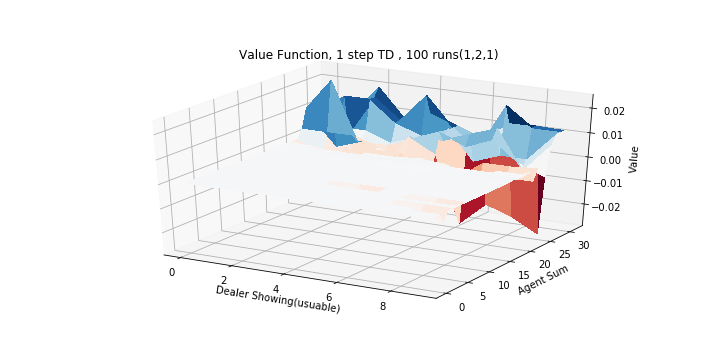 Value Function, 1 step TD , 100 runs(1,2,1)
0.02
0.01
0.00
−0.01
−0.02
Value
0 2 4 6 8
Dealer Showing(usuable)
0 5 10 15 20 25 30
Agent Sum